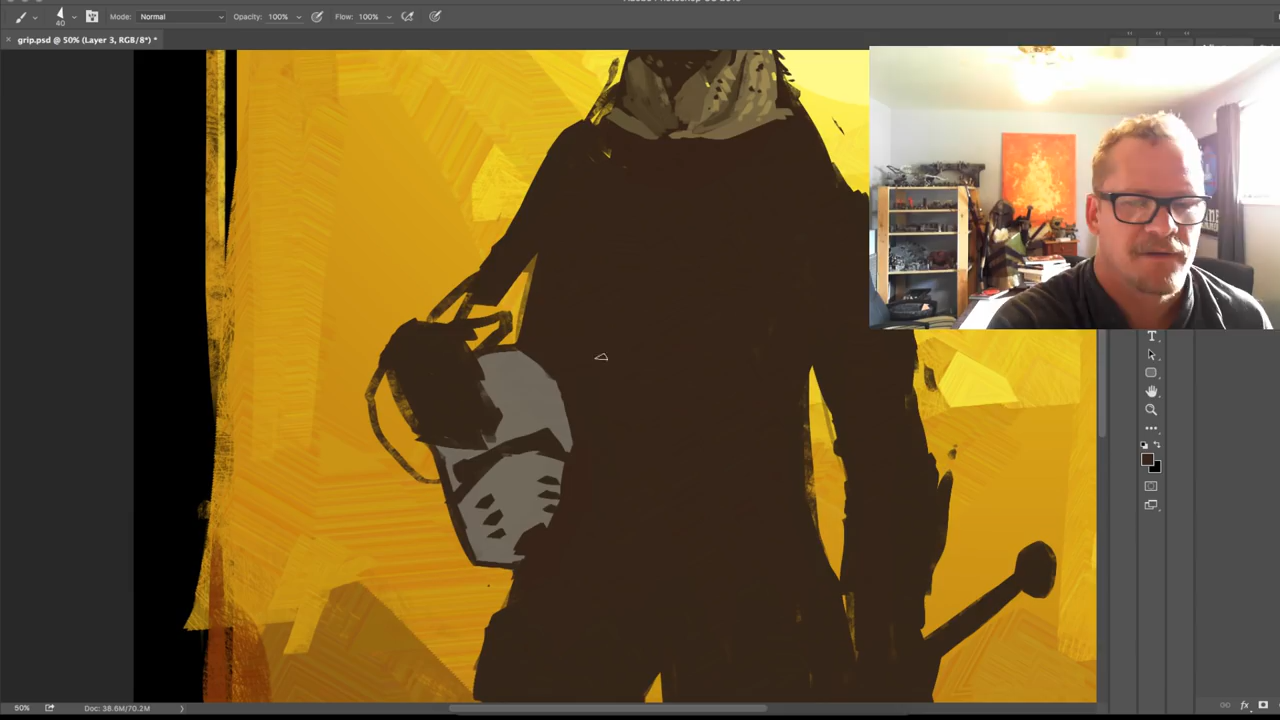 40
Mode: Normal
Opacity: 100%
Flow: 100%
grip.psd @ 50% (Layer 3, RGB/8*) *
50%
Doc: 38.6M/70.2M